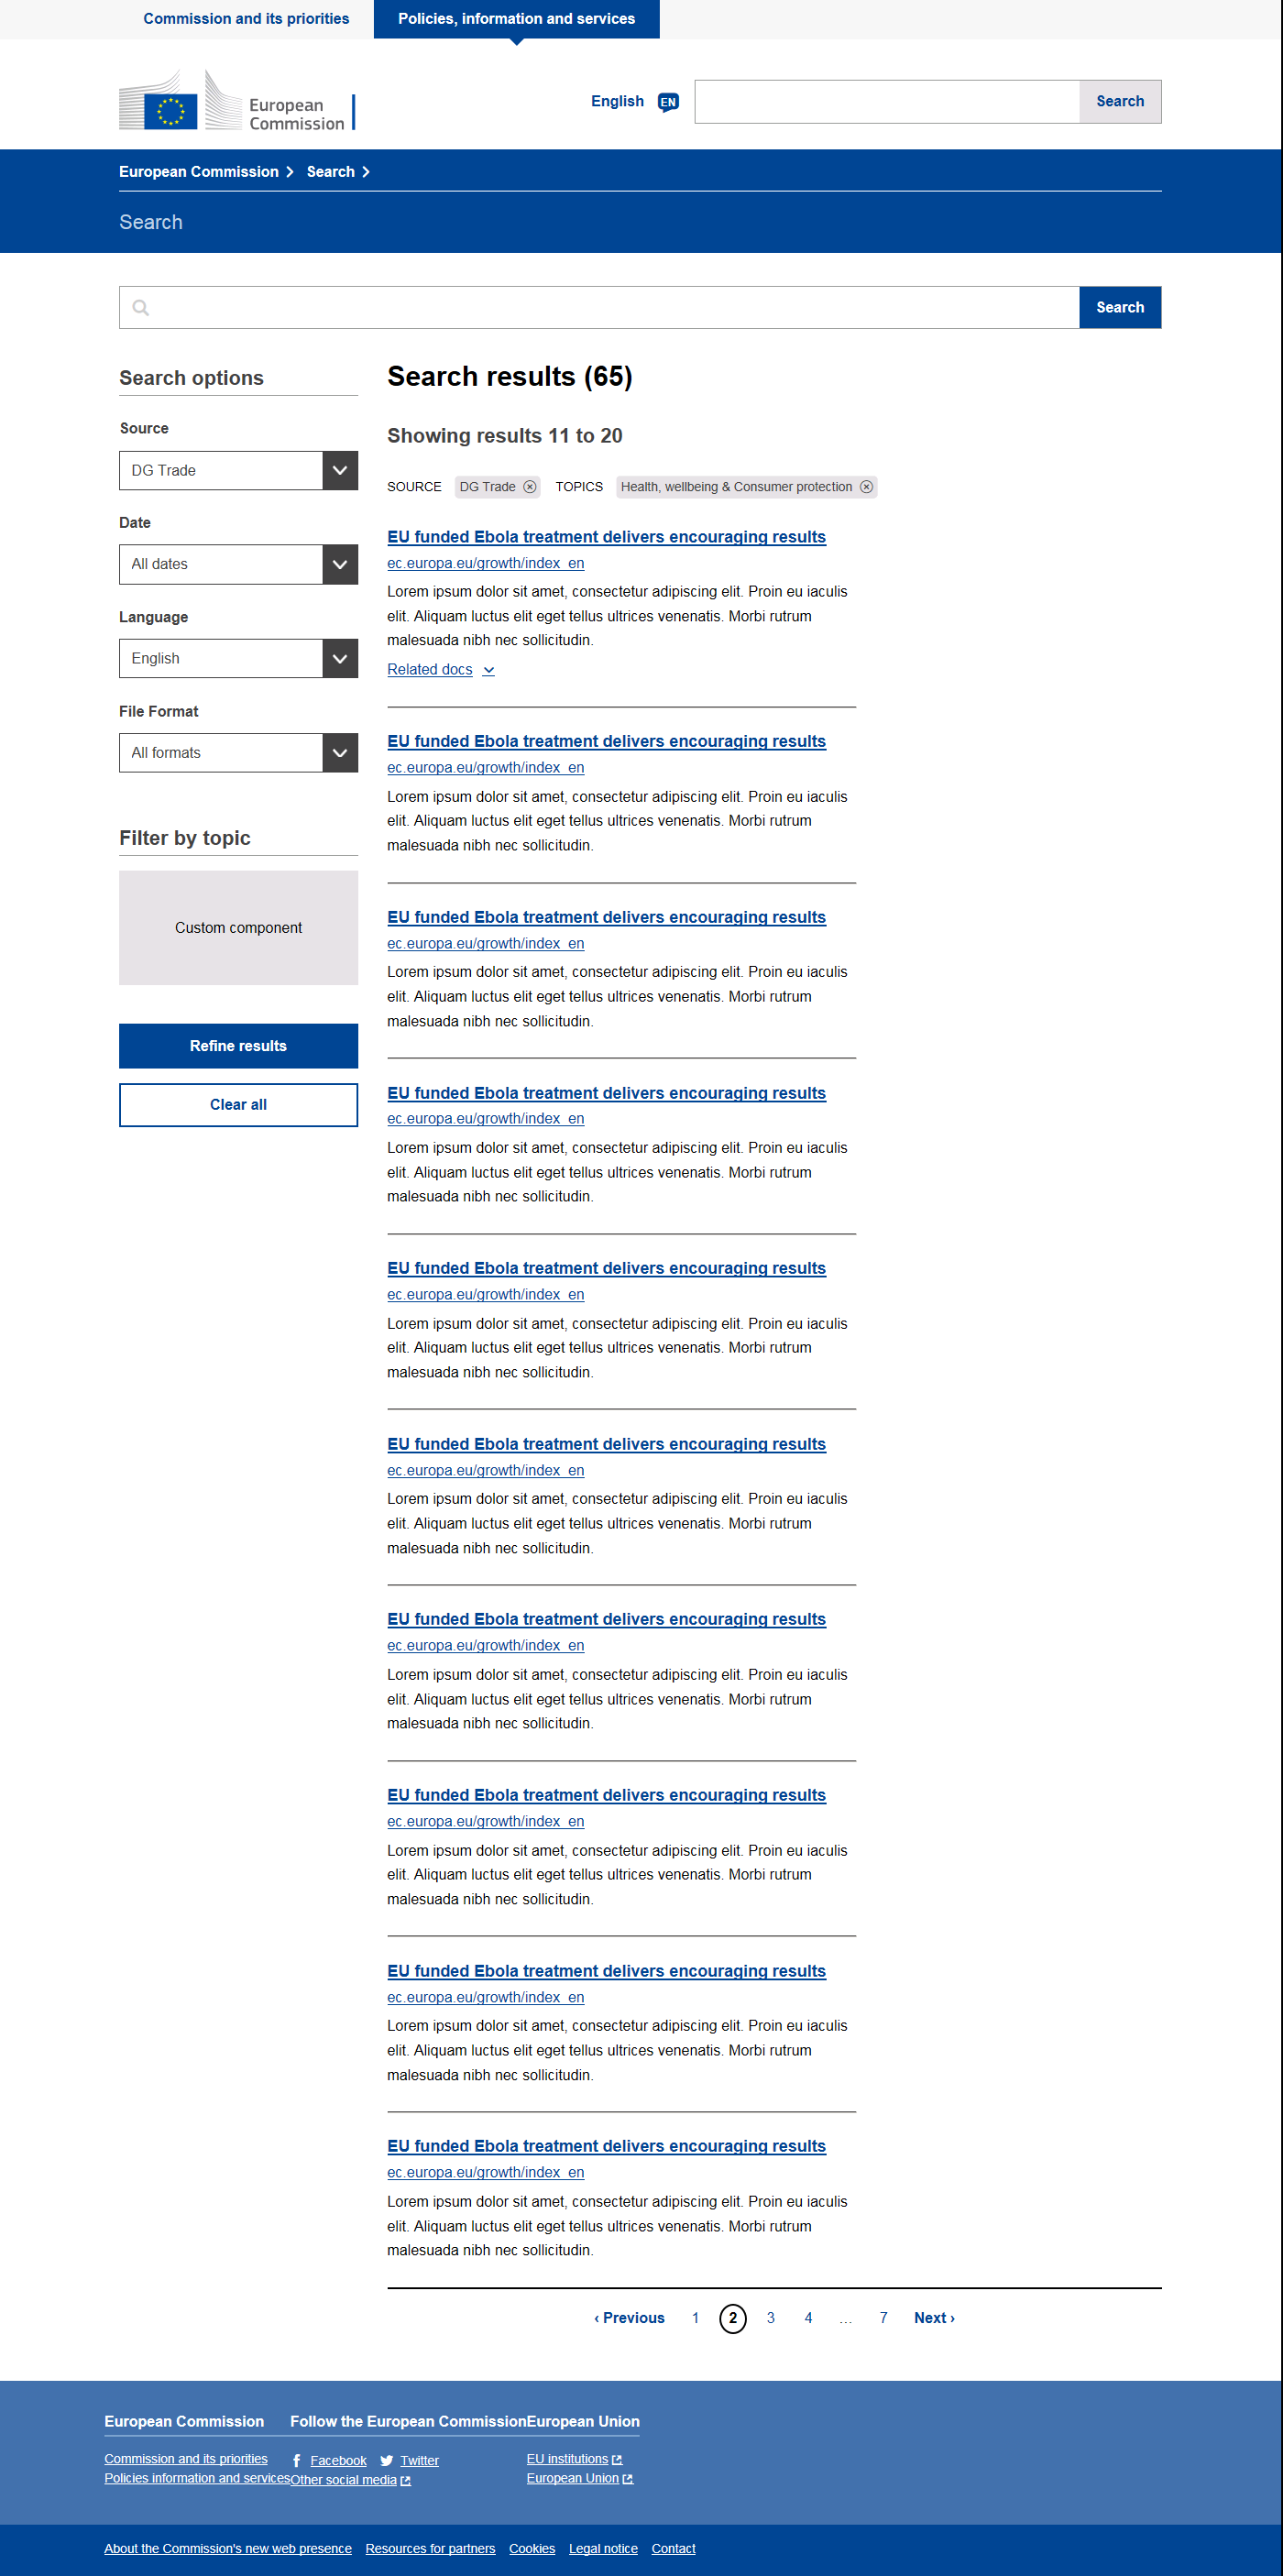 Commission and its priorities
Policies, information and services
European
Commission
English EN
Search
European Commission Search
Search
Search
Search options
Source
DG Trade
Date
All dates
Language
English
File Format
All formats
Filter by topic
Custom component
Refine results
Clear all
Search results (65)
Showing results 11 to 20
SOURCE DG Trade TOPICS Health, wellbeing & Consumer protection
EU funded Ebola treatment delivers encouraging results
ec.europa.eu/growth/index_en
Lorem ipsum dolor sit amet, consectetur adipiscing elit. Proin eu iaculis
elit. Aliquam luctus elit eget tellus ultrices venenatis. Morbi rutrum
malesuada nibh nec sollicitudin.
Related docs
EU funded Ebola treatment delivers encouraging results
ec.europa.eu/growth/index_en
Lorem ipsum dolor sit amet, consectetur adipiscing elit. Proin eu iaculis
elit. Aliquam luctus elit eget tellus ultrices venenatis. Morbi rutrum
malesuada nibh nec sollicitudin.
EU funded Ebola treatment delivers encouraging results
ec.europa.eu/growth/index_en
Lorem ipsum dolor sit amet, consectetur adipiscing elit. Proin eu iaculis
elit. Aliquam luctus elit eget tellus ultrices venenatis. Morbi rutrum
malesuada nibh nec sollicitudin.
EU funded Ebola treatment delivers encouraging results
ec.europa.eu/growth/index_en
Lorem ipsum dolor sit amet, consectetur adipiscing elit. Proin eu iaculis
elit. Aliquam luctus elit eget tellus ultrices venenatis. Morbi rutrum
malesuada nibh nec sollicitudin.
EU funded Ebola treatment delivers encouraging results
ec.europa.eu/growth/index_en
Lorem ipsum dolor sit amet, consectetur adipiscing elit. Proin eu iaculis
elit. Aliquam luctus elit eget tellus ultrices venenatis. Morbi rutrum
malesuada nibh nec sollicitudin.
EU funded Ebola treatment delivers encouraging results
ec.europa.eu/growth/index_en
Lorem ipsum dolor sit amet, consectetur adipiscing elit. Proin eu iaculis
elit. Aliquam luctus elit eget tellus ultrices venenatis. Morbi rutrum
malesuada nibh nec sollicitudin.
EU funded Ebola treatment delivers encouraging results
ec.europa.eu/growth/index_en
Lorem ipsum dolor sit amet, consectetur adipiscing elit. Proin eu iaculis
elit. Aliquam luctus elit eget tellus ultrices venenatis. Morbi rutrum
malesuada nibh nec sollicitudin.
EU funded Ebola treatment delivers encouraging results
ec.europa.eu/growth/index_en
Lorem ipsum dolor sit amet, consectetur adipiscing elit. Proin eu iaculis
elit. Aliquam luctus elit eget tellus ultrices venenatis. Morbi rutrum
malesuada nibh nec sollicitudin.
EU funded Ebola treatment delivers encouraging results
ec.europa.eu/growth/index_en
Lorem ipsum dolor sit amet, consectetur adipiscing elit. Proin eu iaculis
elit. Aliquam luctus elit eget tellus ultrices venenatis. Morbi rutrum
malesuada nibh nec sollicitudin.
EU funded Ebola treatment delivers encouraging results
ec.europa.eu/growth/index_en
Lorem ipsum dolor sit amet, consectetur adipiscing elit. Proin eu iaculis
elit. Aliquam luctus elit eget tellus ultrices venenatis. Morbi rutrum
malesuada nibh nec sollicitudin.
‹ Previous 1 2 3 4 ... 7 Next ›
European Commission
Commission and its priorities
Policies information and services
Follow the European Commission
Facebook Twitter
Other social media
European Union
EU institutions
European Union
About the Commission's new web presence Resources for partners Cookies Legal notice Contact